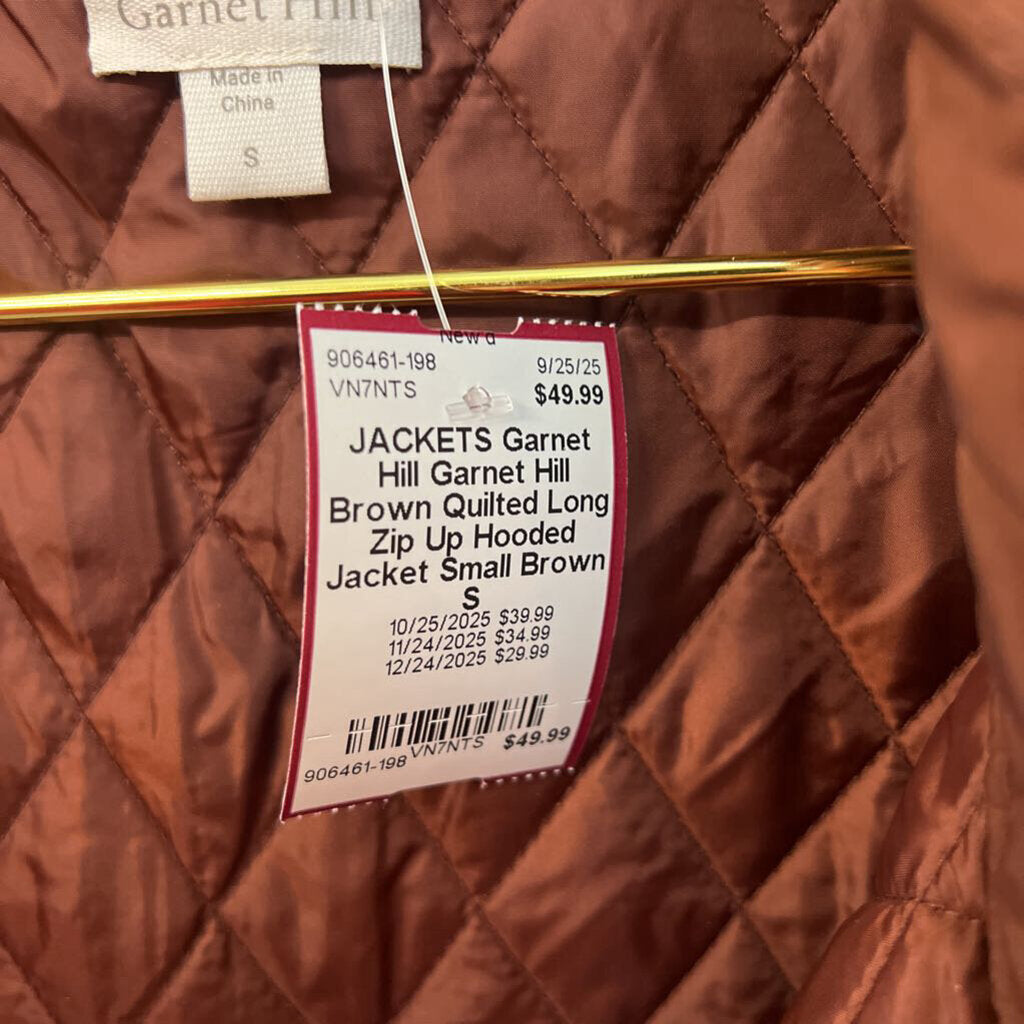 Garnet Hill
Made in
China
S
New
906461-198 9/25/25
VN7NTS $49.99
JACKETS Garnet
Hill Garnet Hill
Brown Quilted Long
Zip Up Hooded
Jacket Small Brown
S
10/25/2025 $39.99
11/24/2025 $34.99
12/24/2025 $29.99
906461-198 VN7NTS $49.99